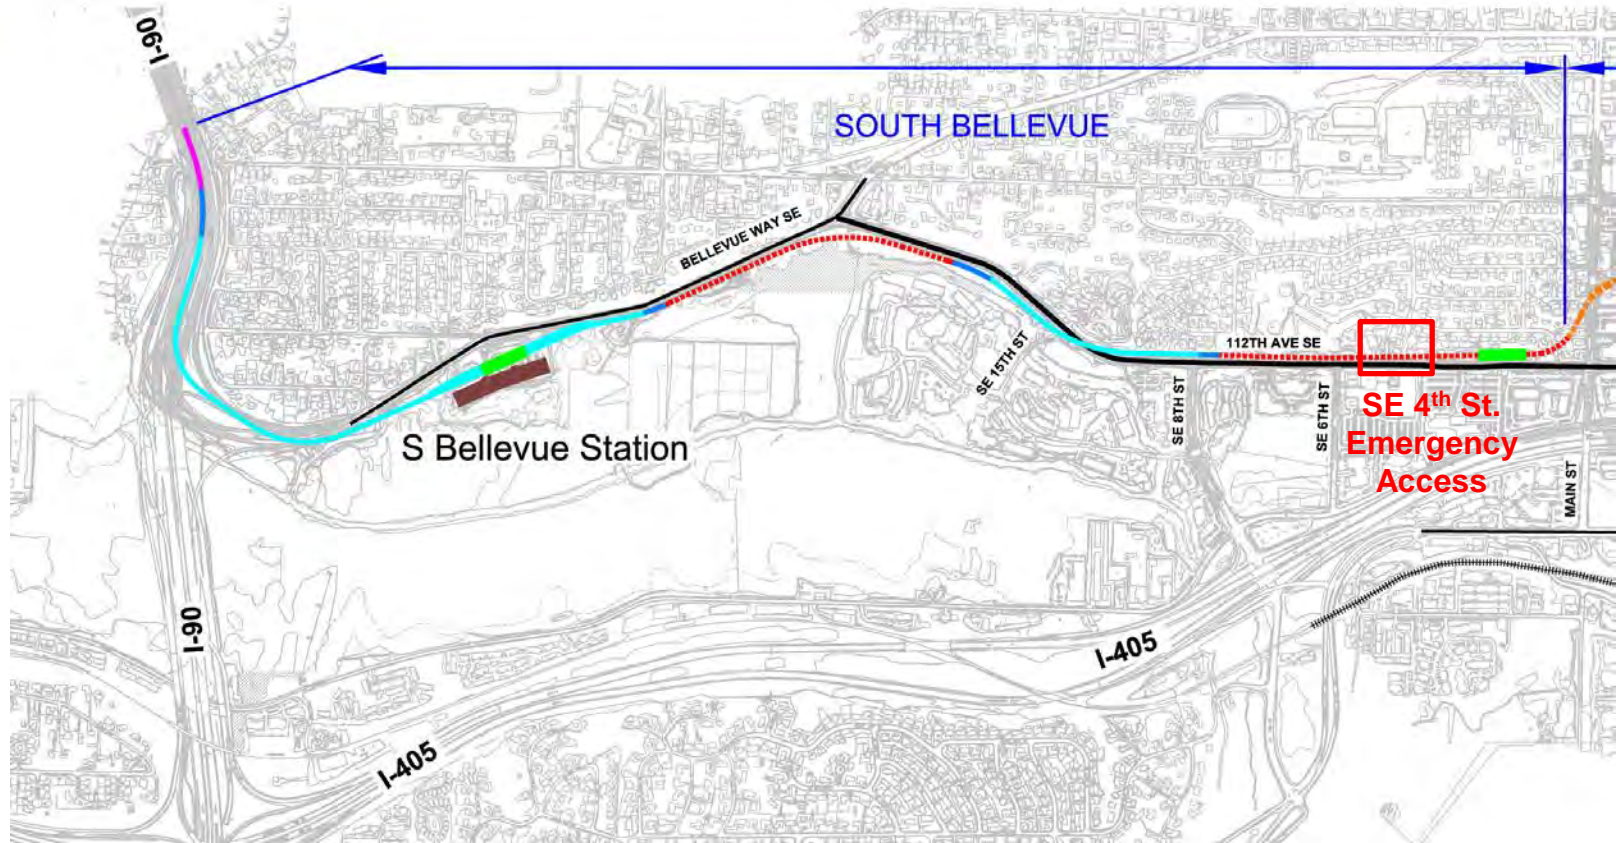 I-90
SOUTH BELLEVUE
BELLEVUE WAY SE
SE 15TH ST
112TH AVE SE
SE 8TH ST
SE 6TH ST
SE 4th St.
Emergency
Access
MAIN ST
S Bellevue Station
I-90
I-405
I-405